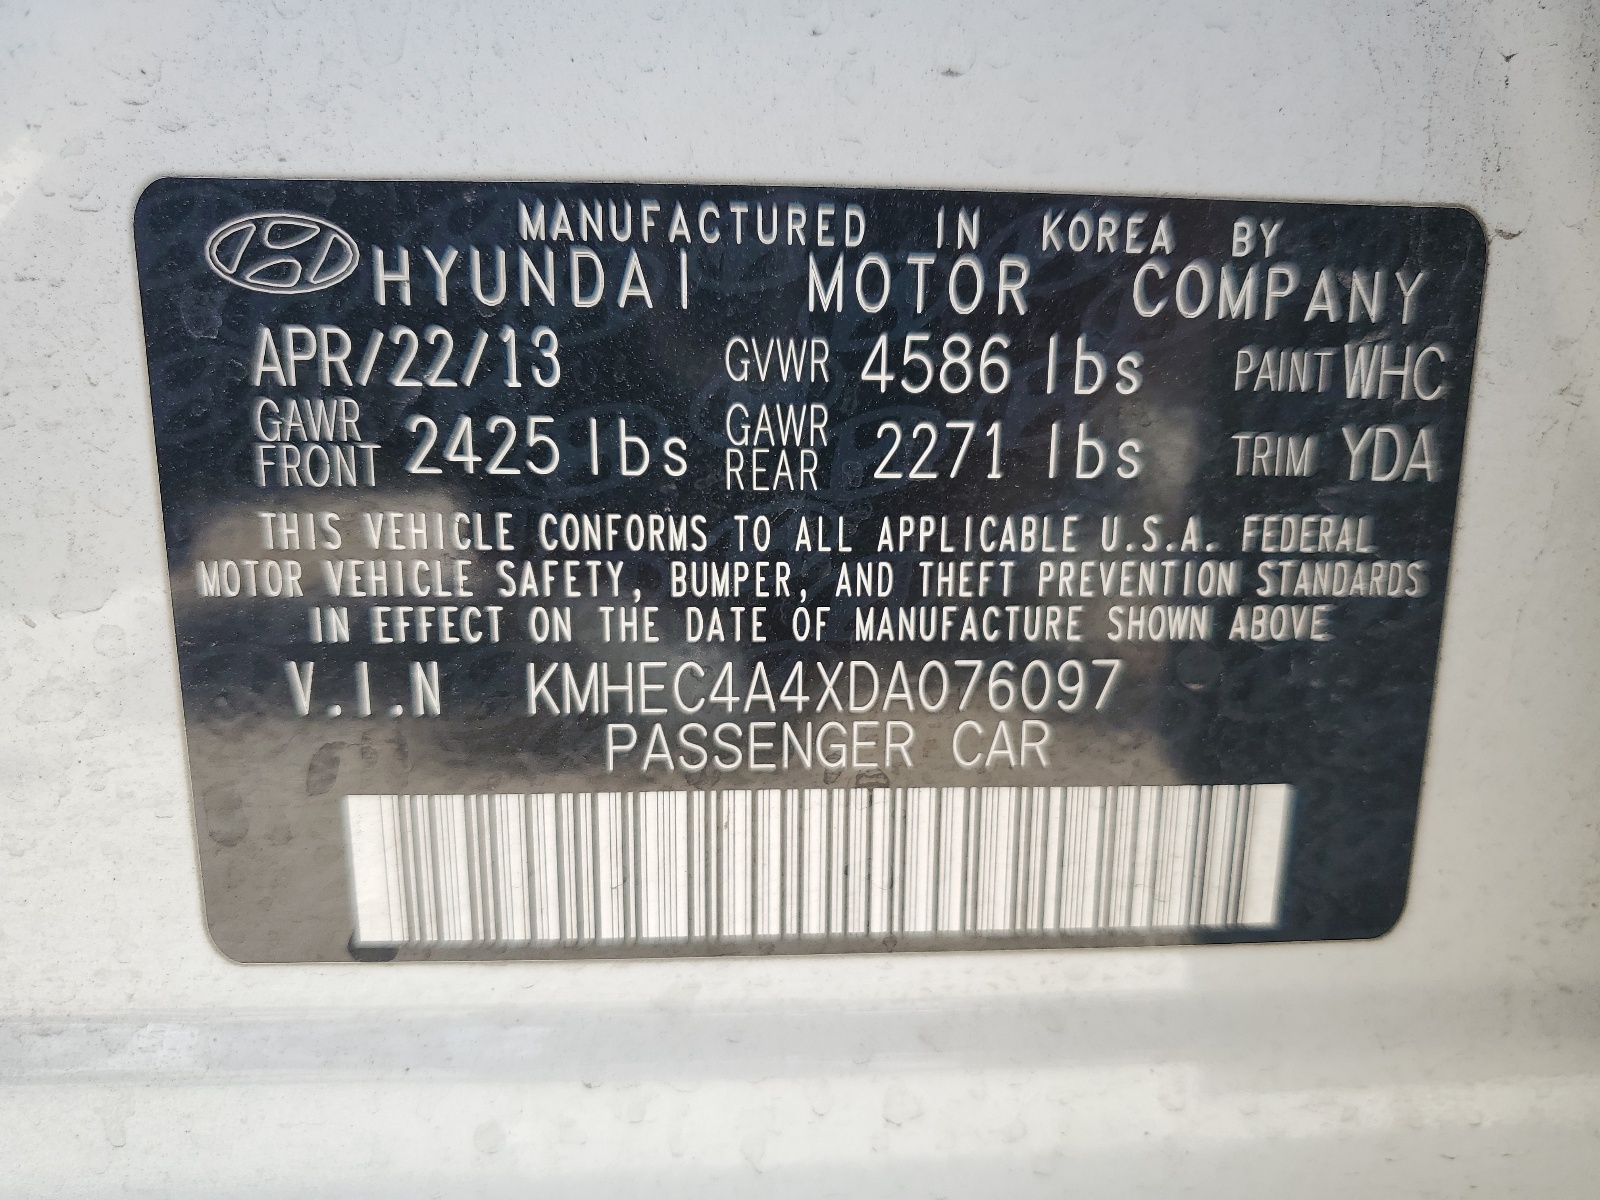 MANUFACTURED IN KOREA BY
HYUNDAI MOTOR COMPANY
APR/22/13 GVWR 4586 lbs PAINT WHC
GAWR FRONT 2425 lbs GAWR REAR 2271 lbs TRIM YDA
THIS VEHICLE CONFORMS TO ALL APPLICABLE U.S.A. FEDERAL
MOTOR VEHICLE SAFETY, BUMPER, AND THEFT PREVENTION STANDARDS
IN EFFECT ON THE DATE OF MANUFACTURE SHOWN ABOVE
V.I.N KMHEC4A4XDA076097
PASSENGER CAR